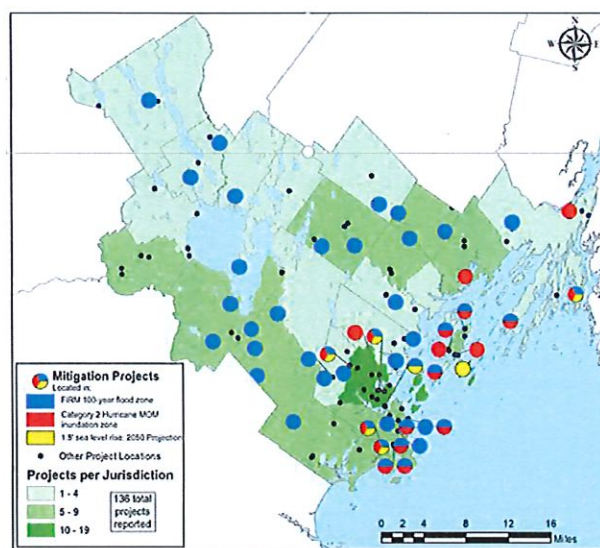 N
W E
S
Mitigation Projects
Located in:
FIRM 100-year flood zone
Category 2 Hurricane MOM
inundation zone
1.5' sea level rise: 2050 Projection
Other Project Locations
Projects per Jurisdiction
1 - 4
5 - 9
10 - 19
136 total
projects
reported
0 2 4 8 12 16
Miles